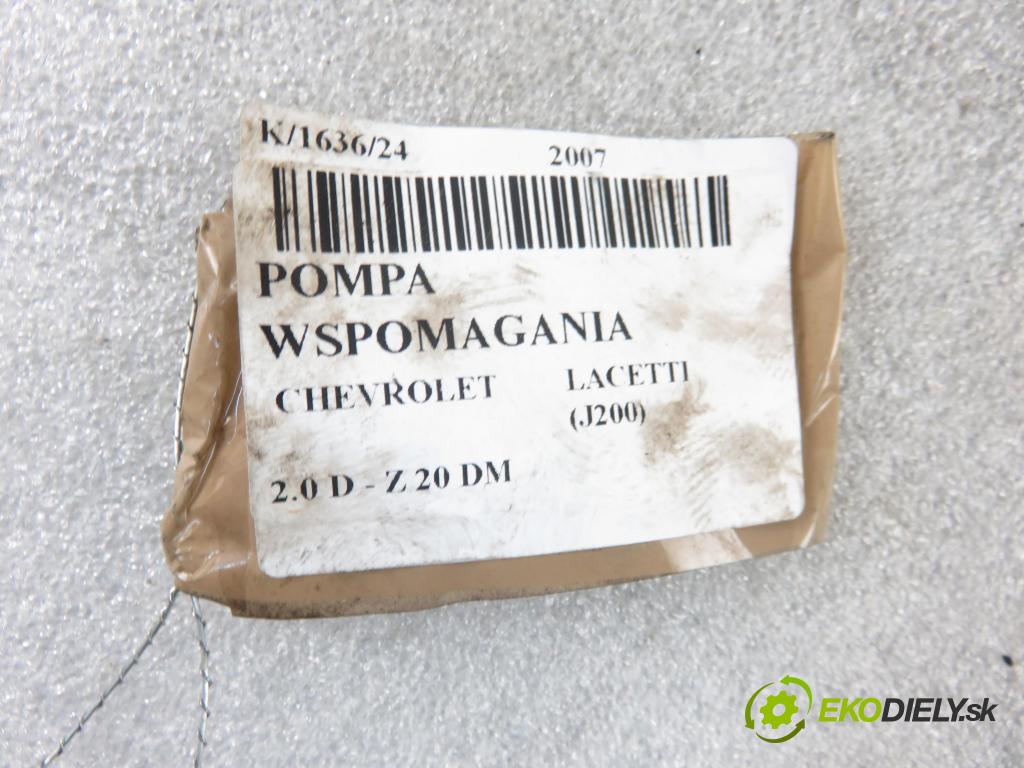 K/1636/24 2007
POMPA
WSPOMAGANIA
CHEVROLET LACETTI
(J200)
2.0 D - Z 20 DM
EKODIELY.sk